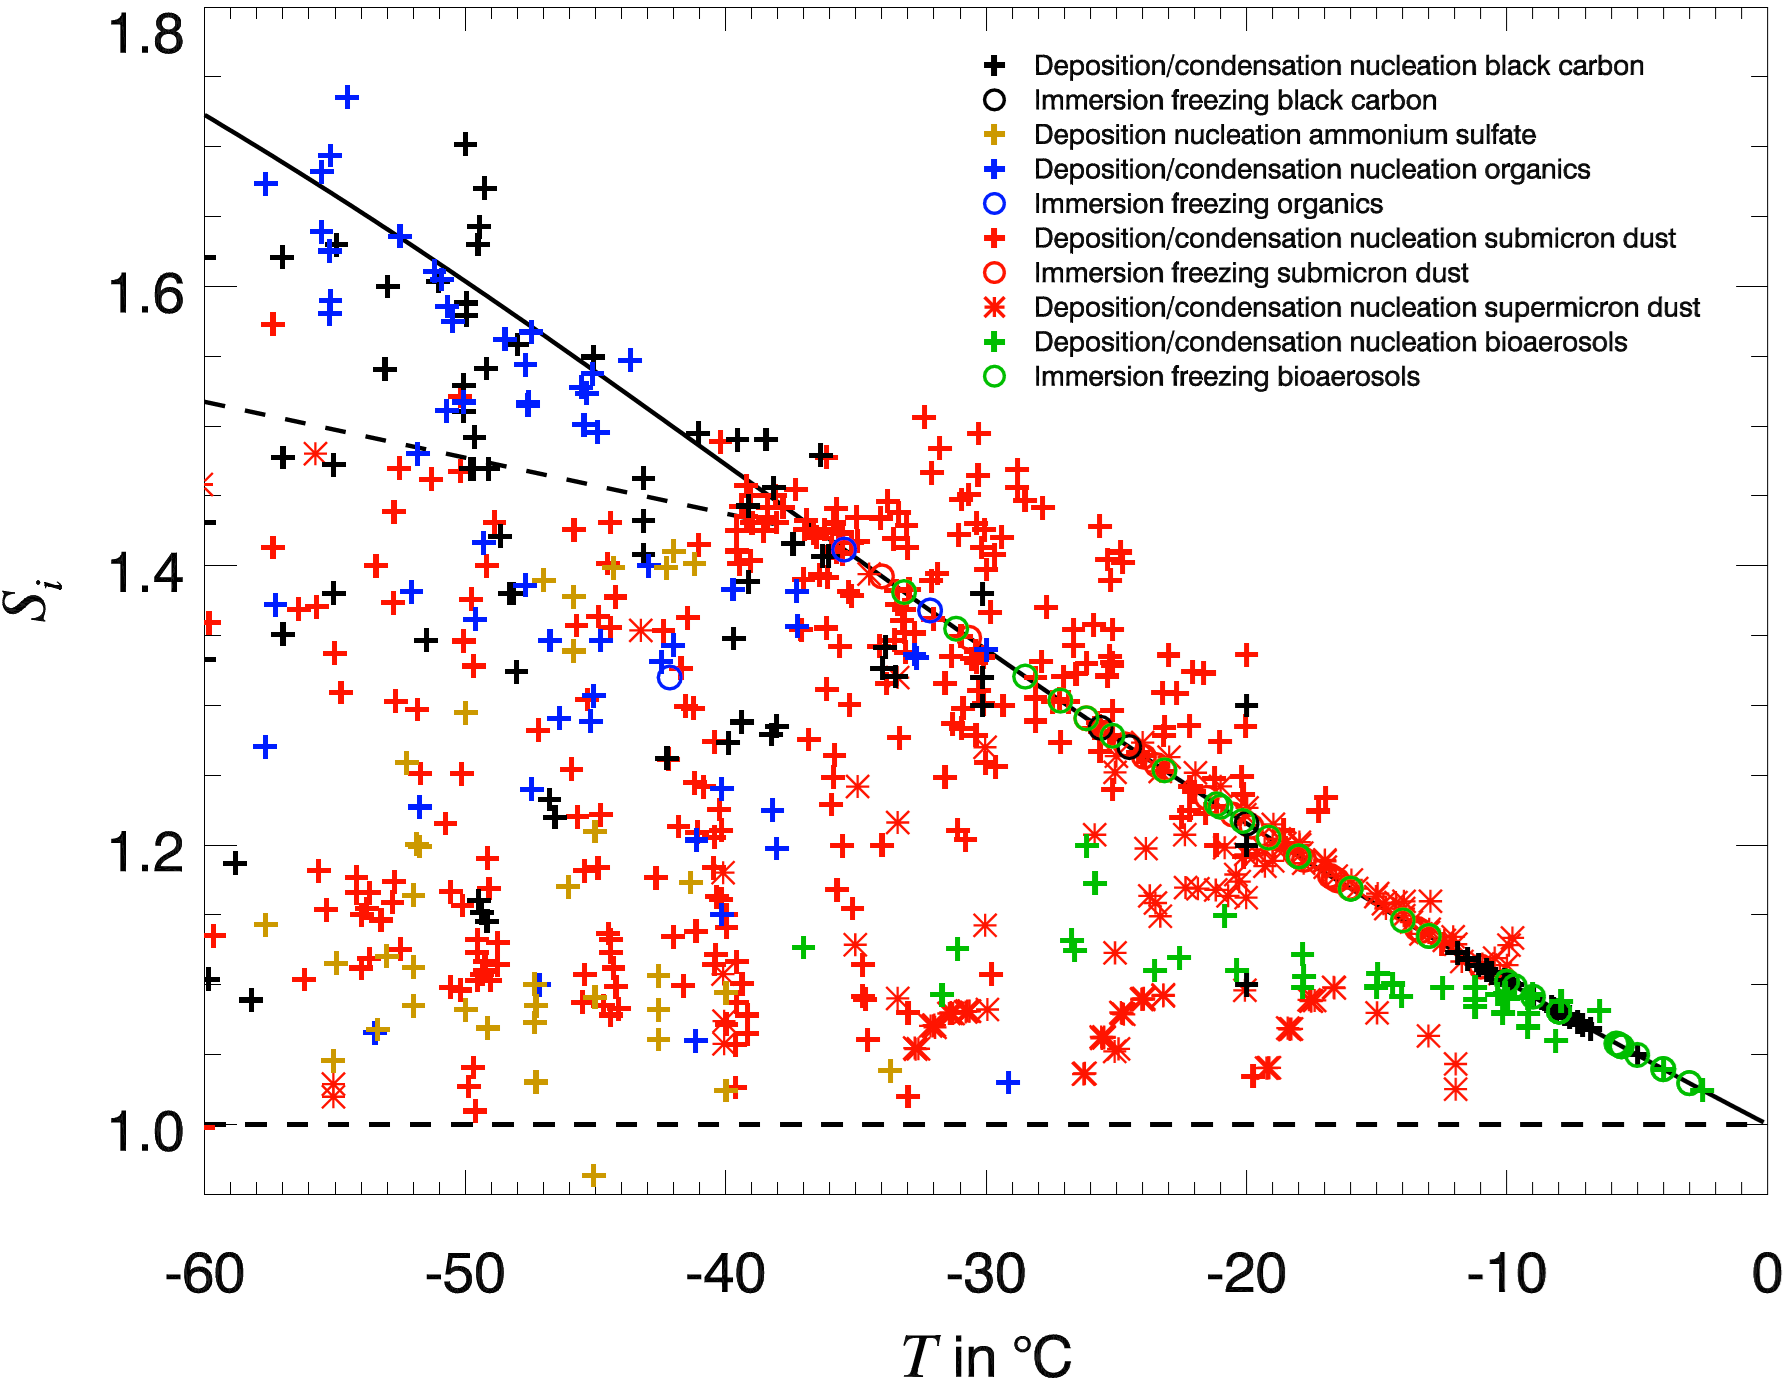 1.8
1.6
1.4
1.2
1.0
Si
Deposition/condensation nucleation black carbon
Immersion freezing black carbon
Deposition nucleation ammonium sulfate
Deposition/condensation nucleation organics
Immersion freezing organics
Deposition/condensation nucleation submicron dust
Immersion freezing submicron dust
Deposition/condensation nucleation supermicron dust
Deposition/condensation nucleation bioaerosols
Immersion freezing bioaerosols
-60 -50 -40 -30 -20 -10 0
T in °C